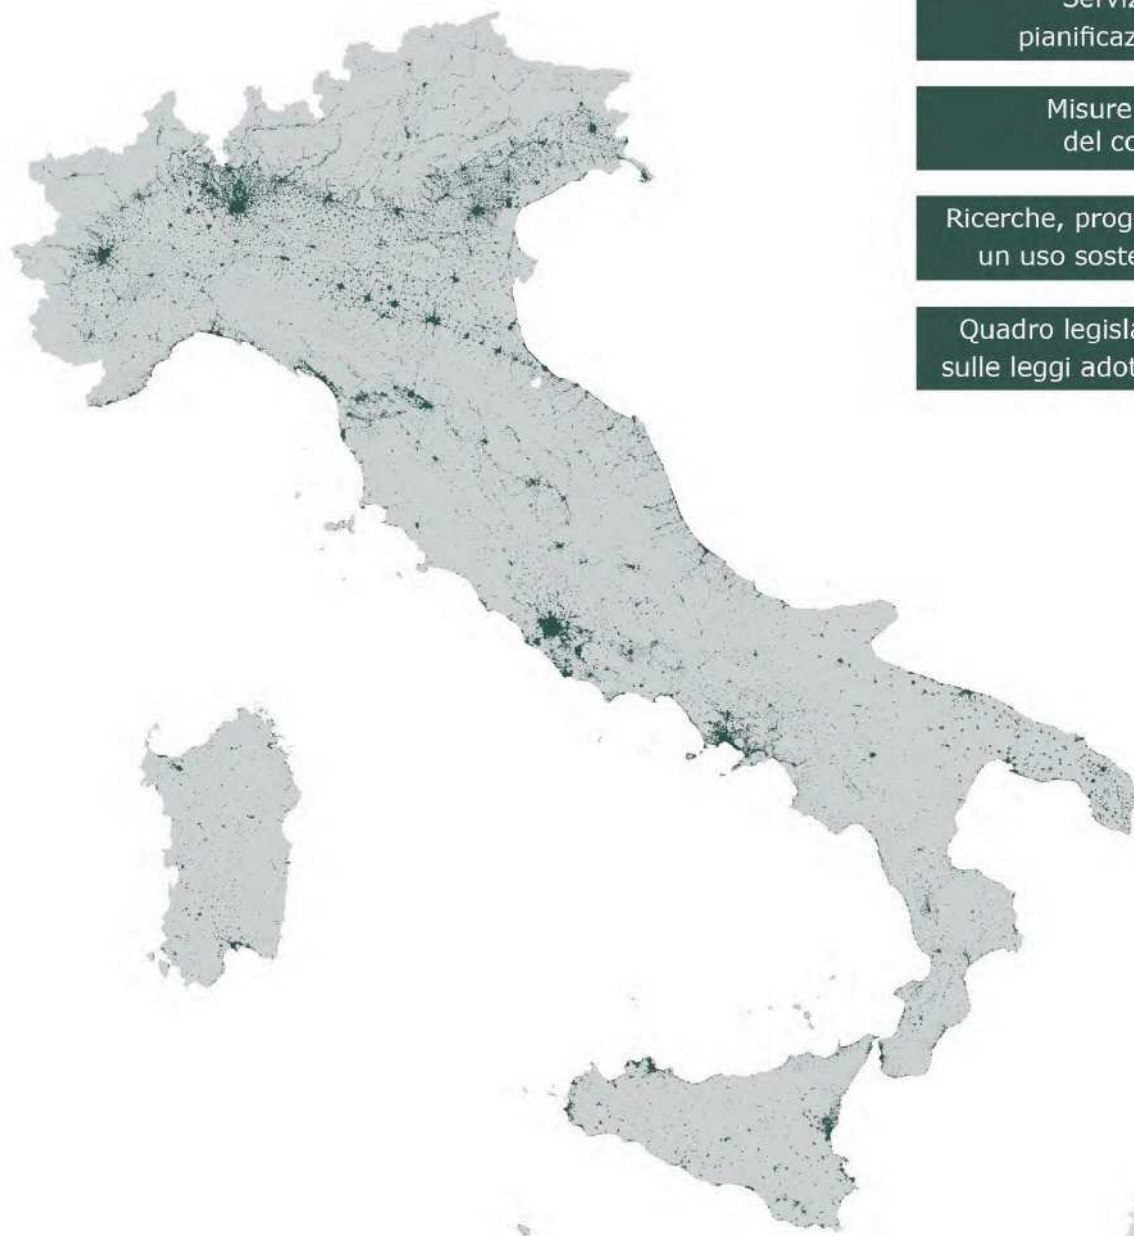 pianificaz
Misure
del co
Ricerche, prog
un uso soste
Quadro legisla
sulle leggi adot